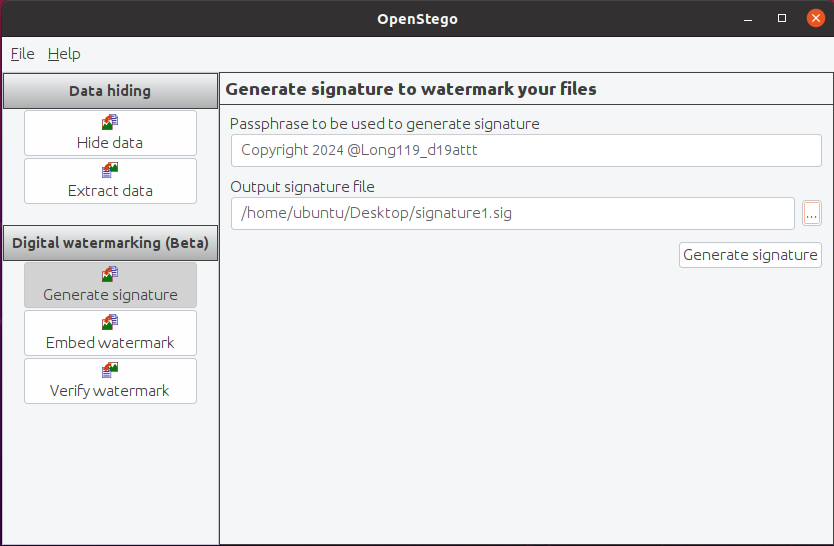 OpenStego
File Help
Data hiding
Hide data
Extract data
Digital watermarking (Beta)
Generate signature
Embed watermark
Verify watermark
Generate signature to watermark your files
Passphrase to be used to generate signature
Copyright 2024 @Long119_d19attt
Output signature file
/home/ubuntu/Desktop/signature1.sig
...
Generate signature